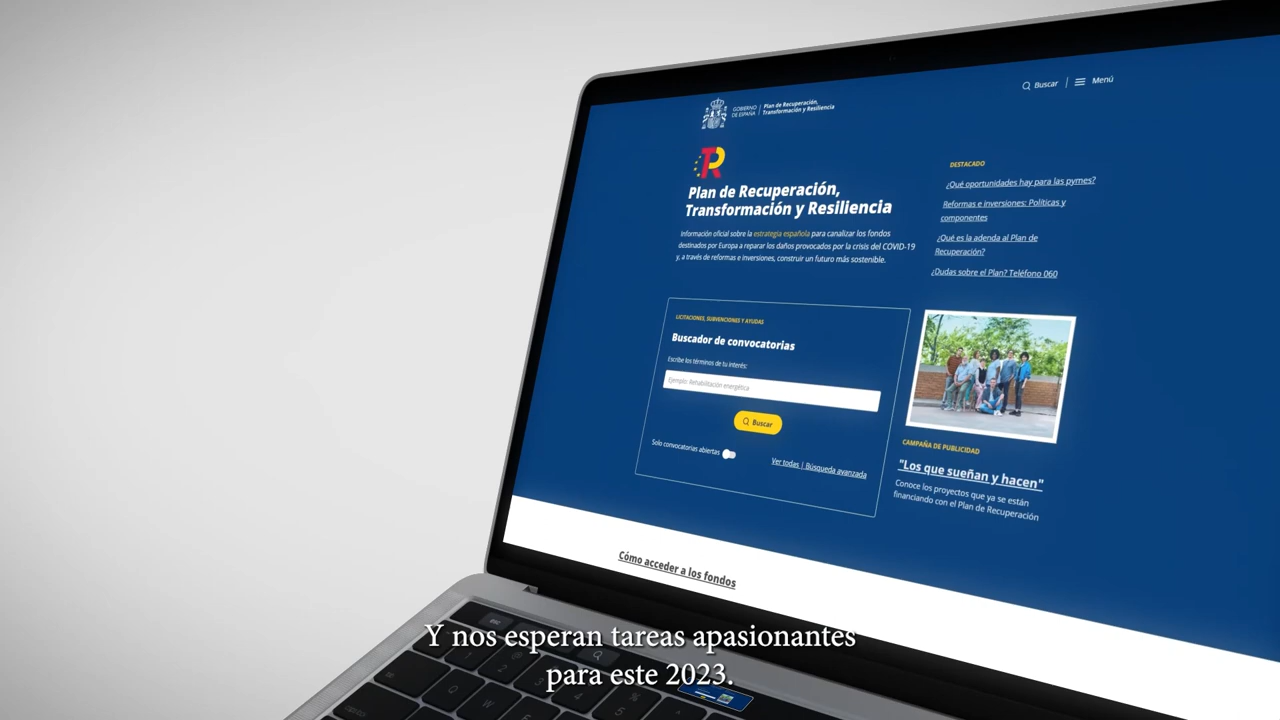 Buscar | Menú
GOBIERNO
DE ESPAÑA
Plan de Recuperación,
Transformación y Resiliencia
Plan de Recuperación,
Transformación y Resiliencia
Información oficial sobre la estrategia española para canalizar los fondos
destinados por Europa a reparar los daños provocados por la crisis del COVID-19
y, a través de reformas e inversiones, construir un futuro más sostenible.
DESTACADO
¿Qué oportunidades hay para las pymes?
Reformas e inversiones: Políticas y
componentes
¿Qué es la adenda al Plan de
Recuperación?
¿Dudas sobre el Plan? Teléfono 060
LICITACIONES, SUBVENCIONES Y AYUDAS
Buscador de convocatorias
Escribe los términos de tu interés:
Ejemplo: Rehabilitación energética
Buscar
Solo convocatorias abiertas
Ver todas | Búsqueda avanzada
CAMPAÑA DE PUBLICIDAD
"Los que sueñan y hacen"
Conoce los proyectos que ya se están
financiando con el Plan de Recuperación
Cómo acceder a los fondos
esc
Q
W
Y nos esperan tareas apasionantes
para este 2023.